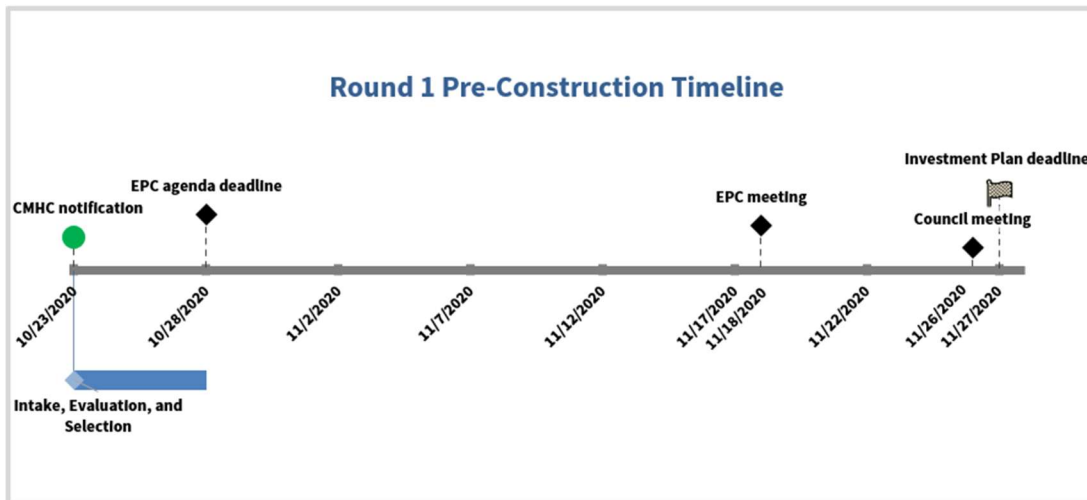 Round 1 Pre-Construction Timeline
Investment Plan deadline
EPC agenda deadline
EPC meeting
CMHC notification
Council meeting
10/23/2020
10/28/2020
11/2/2020
11/7/2020
11/12/2020
11/17/2020
11/18/2020
11/22/2020
11/26/2020
11/27/2020
Intake, Evaluation, and
Selection